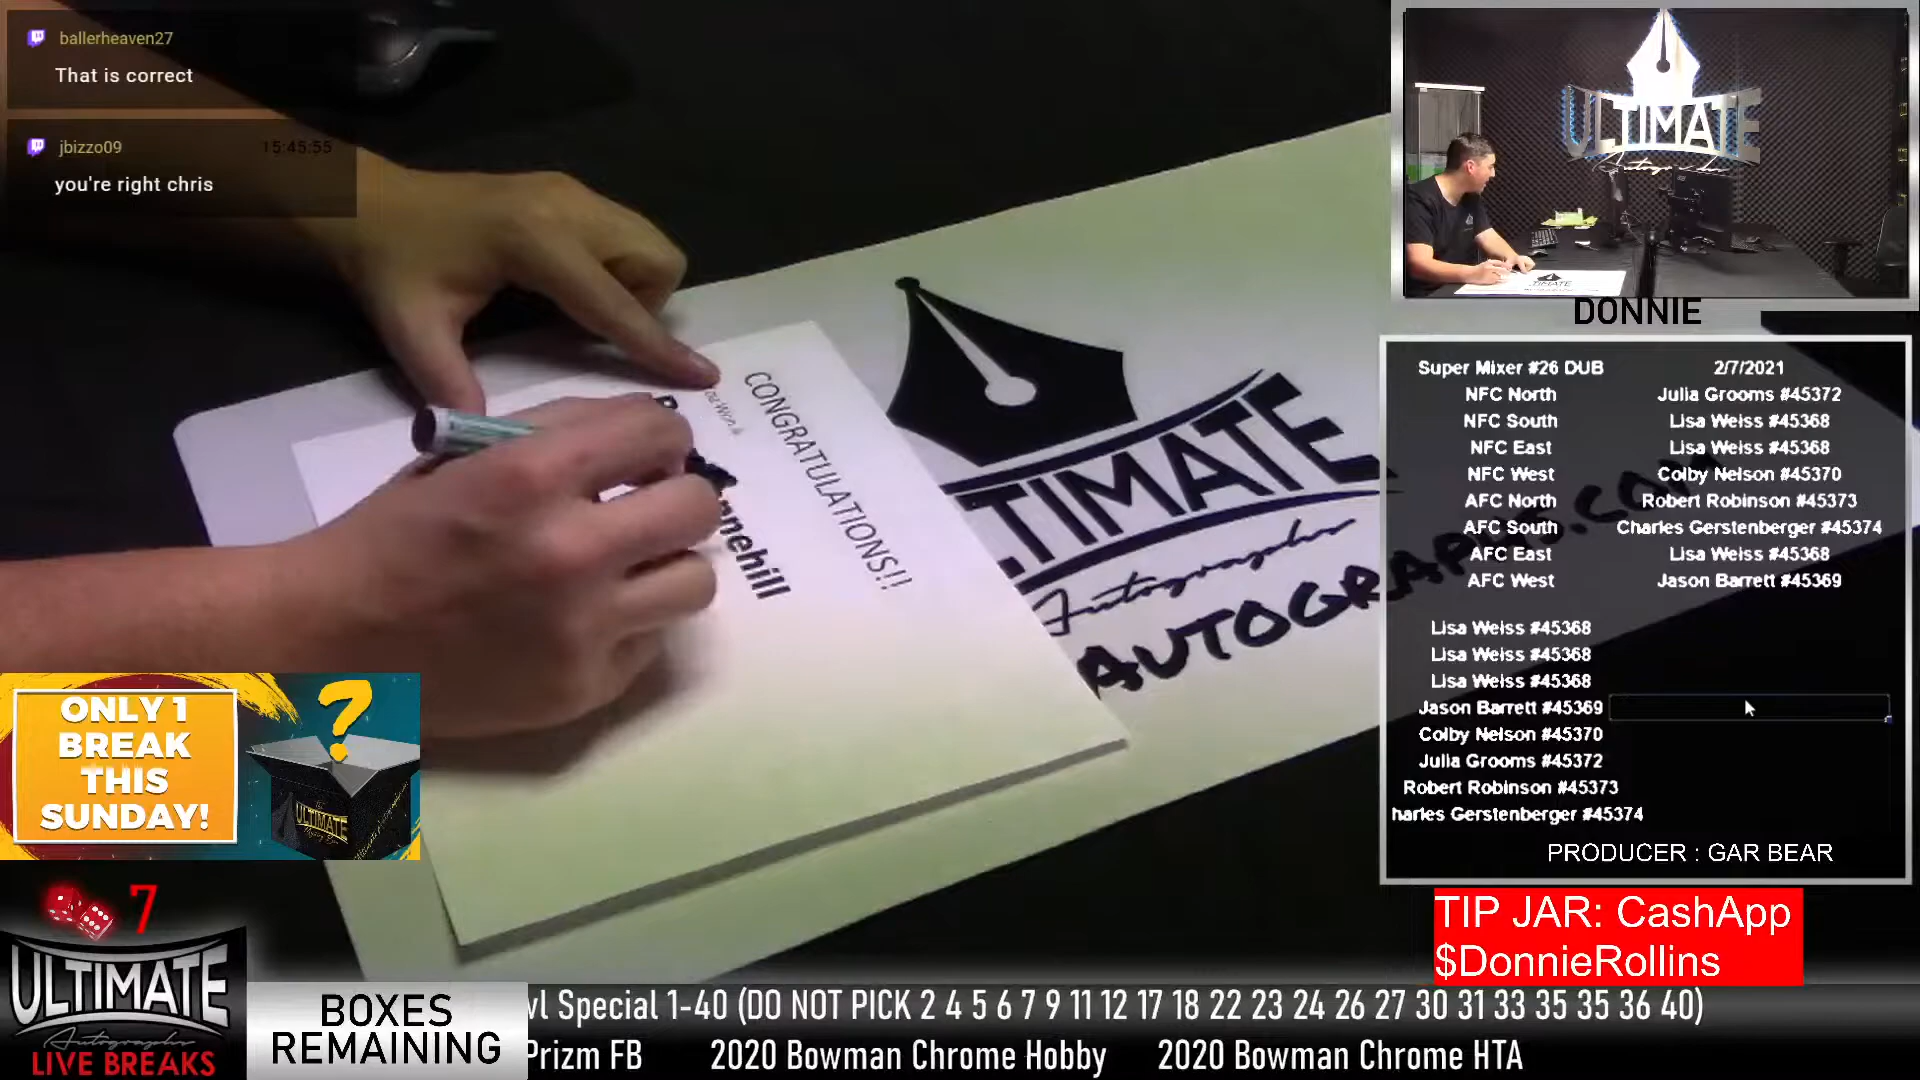 ballerheaven27
That is correct
jbizzo09 15:45:55
you're right chris
CONGRATULATIONS!!
ULTIMATE
Autographs
ULTIMATE
Autographs
DONNIE
Super Mixer #26 DUB 2/7/2021
NFC North Julia Grooms #45372
NFC South Lisa Weiss #45368
NFC East Lisa Weiss #45368
NFC West Colby Nelson #45370
AFC North Robert Robinson #45373
AFC South Charles Gerstenberger #45374
AFC East Lisa Weiss #45368
AFC West Jason Barrett #45369
Lisa Weiss #45368
Lisa Weiss #45368
Lisa Weiss #45368
Jason Barrett #45369
Colby Nelson #45370
Julia Grooms #45372
Robert Robinson #45373
harles Gerstenberger #45374
PRODUCER : GAR BEAR
TIP JAR: CashApp
$DonnieRollins
ONLY 1
BREAK
THIS
SUNDAY!
?
ULTIMATE
7
ULTIMATE
Autographs
LIVE BREAKS
BOXES
REMAINING
vl Special 1-40 (DO NOT PICK 2 4 5 6 7 9 11 12 17 18 22 23 24 26 27 30 31 33 35 35 36 40)
Prizm FB 2020 Bowman Chrome Hobby 2020 Bowman Chrome HTA